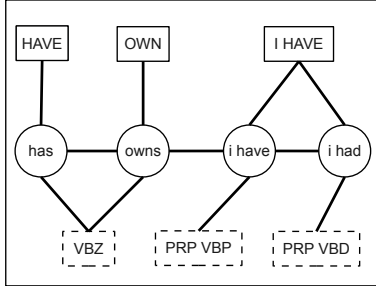 HAVE OWN I HAVE
has owns i have i had
VBZ PRP VBP PRP VBD